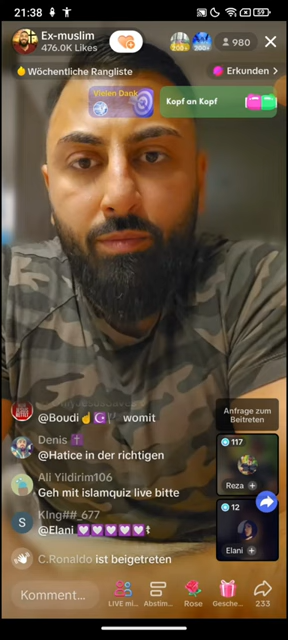 21:38
59
Ex-muslim
476.0K Likes
980
Wöchentliche Rangliste
Erkunden >
Vielen Dank
Kopf an Kopf
@Boudi womit
Denis
@Hatice in der richtigen
Ali Yildirim106
Geh mit islamquiz live bitte
S KIng##_677
@Elani
C.Ronaldo ist beigetreten
Anfrage zum
Beitreten
117
Reza +
12
Elani +
Komment...
LIVE mi...
Abstim...
Rose
Gesche...
233